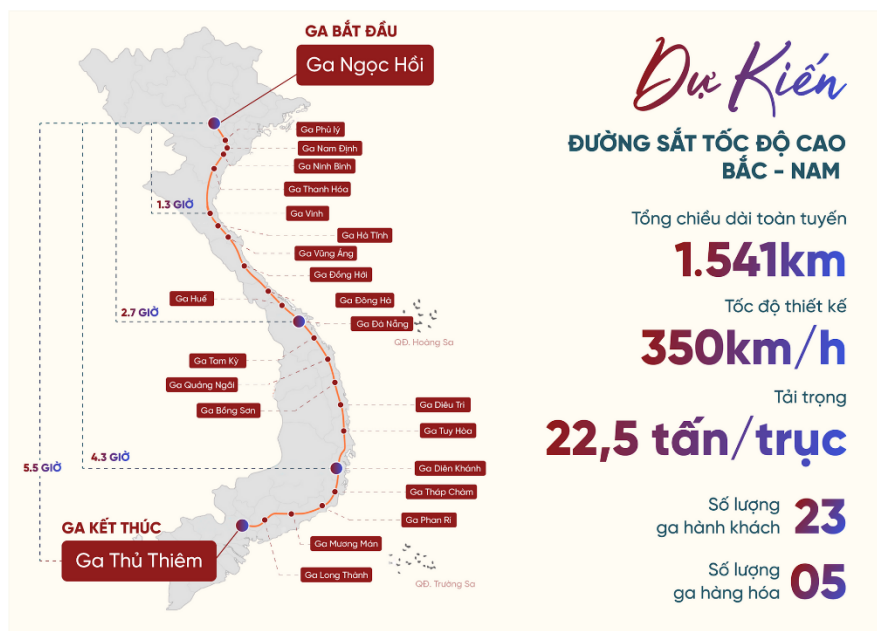 GA BẮT ĐẦU
Ga Ngọc Hồi
Ga Phủ lý
Ga Nam Định
Ga Ninh Bình
Ga Thanh Hóa
1.3 GIỜ
Ga Vinh
Ga Hà Tĩnh
Ga Vũng Áng
Ga Đồng Hới
Ga Huế
Ga Đông Hà
2.7 GIỜ
Ga Đà Nẵng
QĐ. Hoàng Sa
Ga Tam Kỳ
Ga Quảng Ngãi
Ga Bồng Sơn
Ga Diêu Trì
Ga Tuy Hòa
4.3 GIỜ
5.5 GIỜ
Ga Diên Khánh
Ga Tháp Chàm
Ga Phan Rí
GA KẾT THÚC
Ga Thủ Thiêm
Ga Mương Mán
Ga Long Thành
QĐ. Trường Sa
Dự Kiến
ĐƯỜNG SẮT TỐC ĐỘ CAO
BẮC - NAM
Tổng chiều dài toàn tuyến
1.541km
Tốc độ thiết kế
350km/h
Tải trọng
22,5 tấn/trục
Số lượng
ga hành khách
23
Số lượng
ga hàng hóa
05